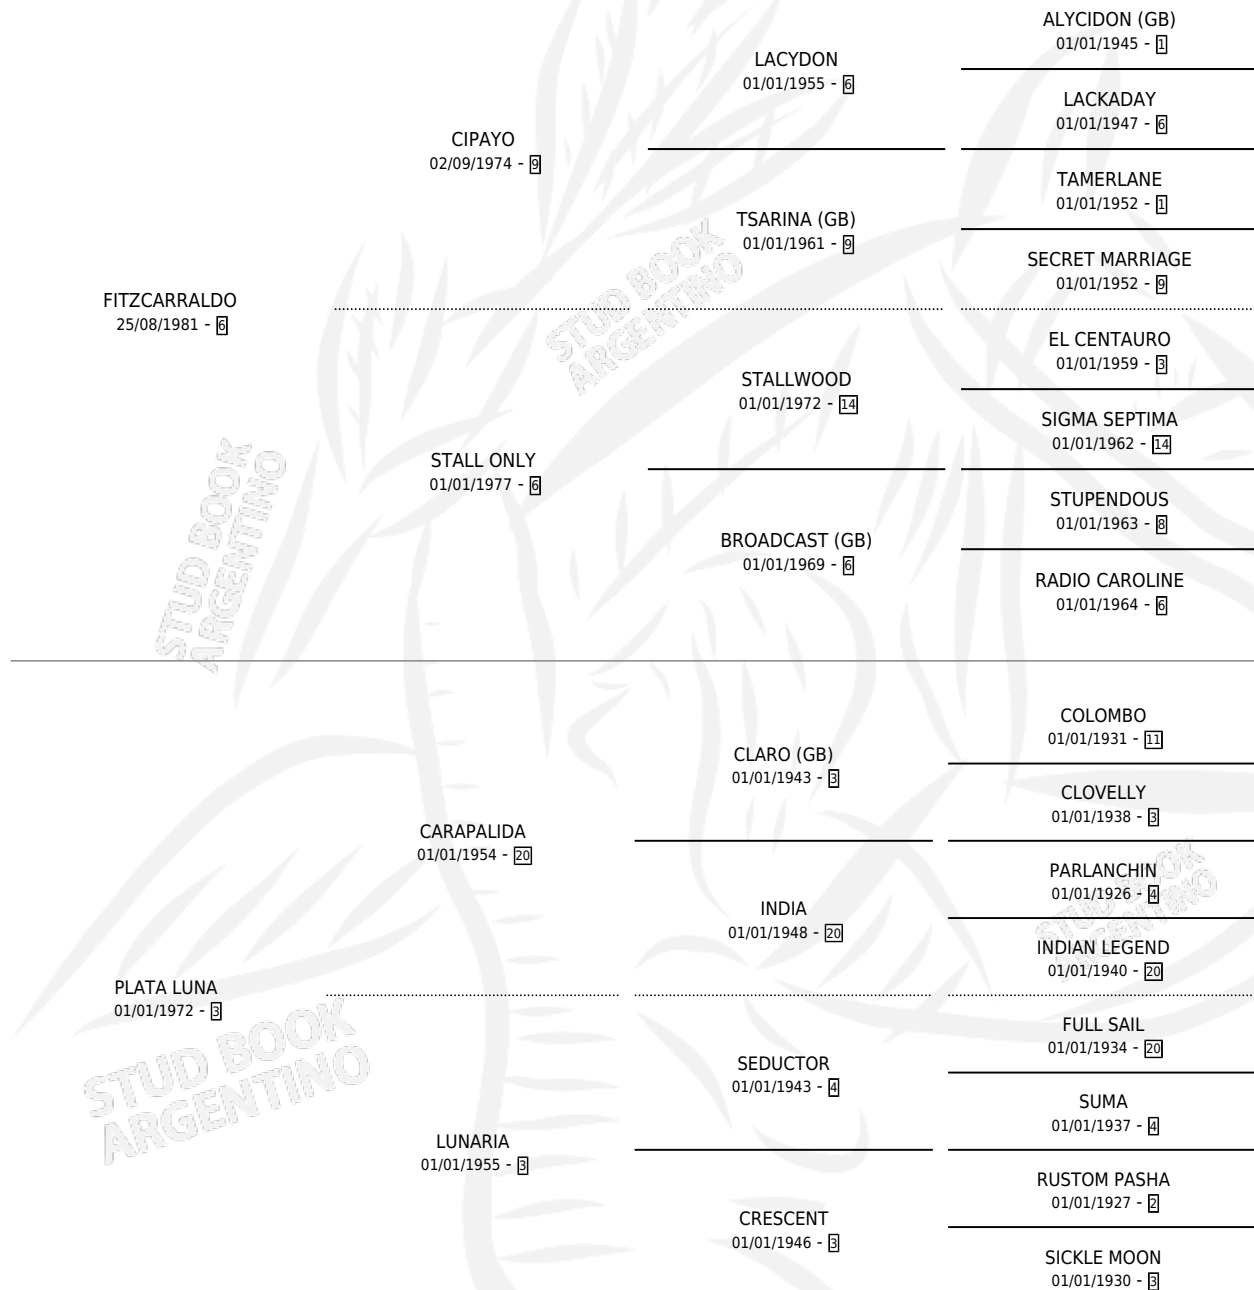 FITZCARRALDO
25/08/1981 - 6
CIPAYO
02/09/1974 - 9
STALL ONLY
01/01/1977 - 6
LACYDON
01/01/1955 - 6
TSARINA (GB)
01/01/1961 - 9
STALLWOOD
01/01/1972 - 14
BROADCAST (GB)
01/01/1969 - 6
ALYCIDON (GB)
01/01/1945 - 1
LACKADAY
01/01/1947 - 6
TAMERLANE
01/01/1952 - 1
SECRET MARRIAGE
01/01/1952 - 9
EL CENTAURO
01/01/1959 - 3
SIGMA SEPTIMA
01/01/1962 - 14
STUPENDOUS
01/01/1963 - 8
RADIO CAROLINE
01/01/1964 - 6
PLATA LUNA
01/01/1972 - 3
CARAPALIDA
01/01/1954 - 20
LUNARIA
01/01/1955 - 3
CLARO (GB)
01/01/1943 - 3
INDIA
01/01/1948 - 20
SEDUCTOR
01/01/1943 - 4
CRESCENT
01/01/1946 - 3
COLOMBO
01/01/1931 - 11
CLOVELLY
01/01/1938 - 3
PARLANCHIN
01/01/1926 - 4
INDIAN LEGEND
01/01/1940 - 20
FULL SAIL
01/01/1934 - 20
SUMA
01/01/1937 - 4
RUSTOM PASHA
01/01/1927 - 2
SICKLE MOON
01/01/1930 - 3
STUD BOOK
ARGENTINO
STUD BOOK
ARGENTINO
STUD BOOK
ARGENTINO
STUD BOOK
ARGENTINO